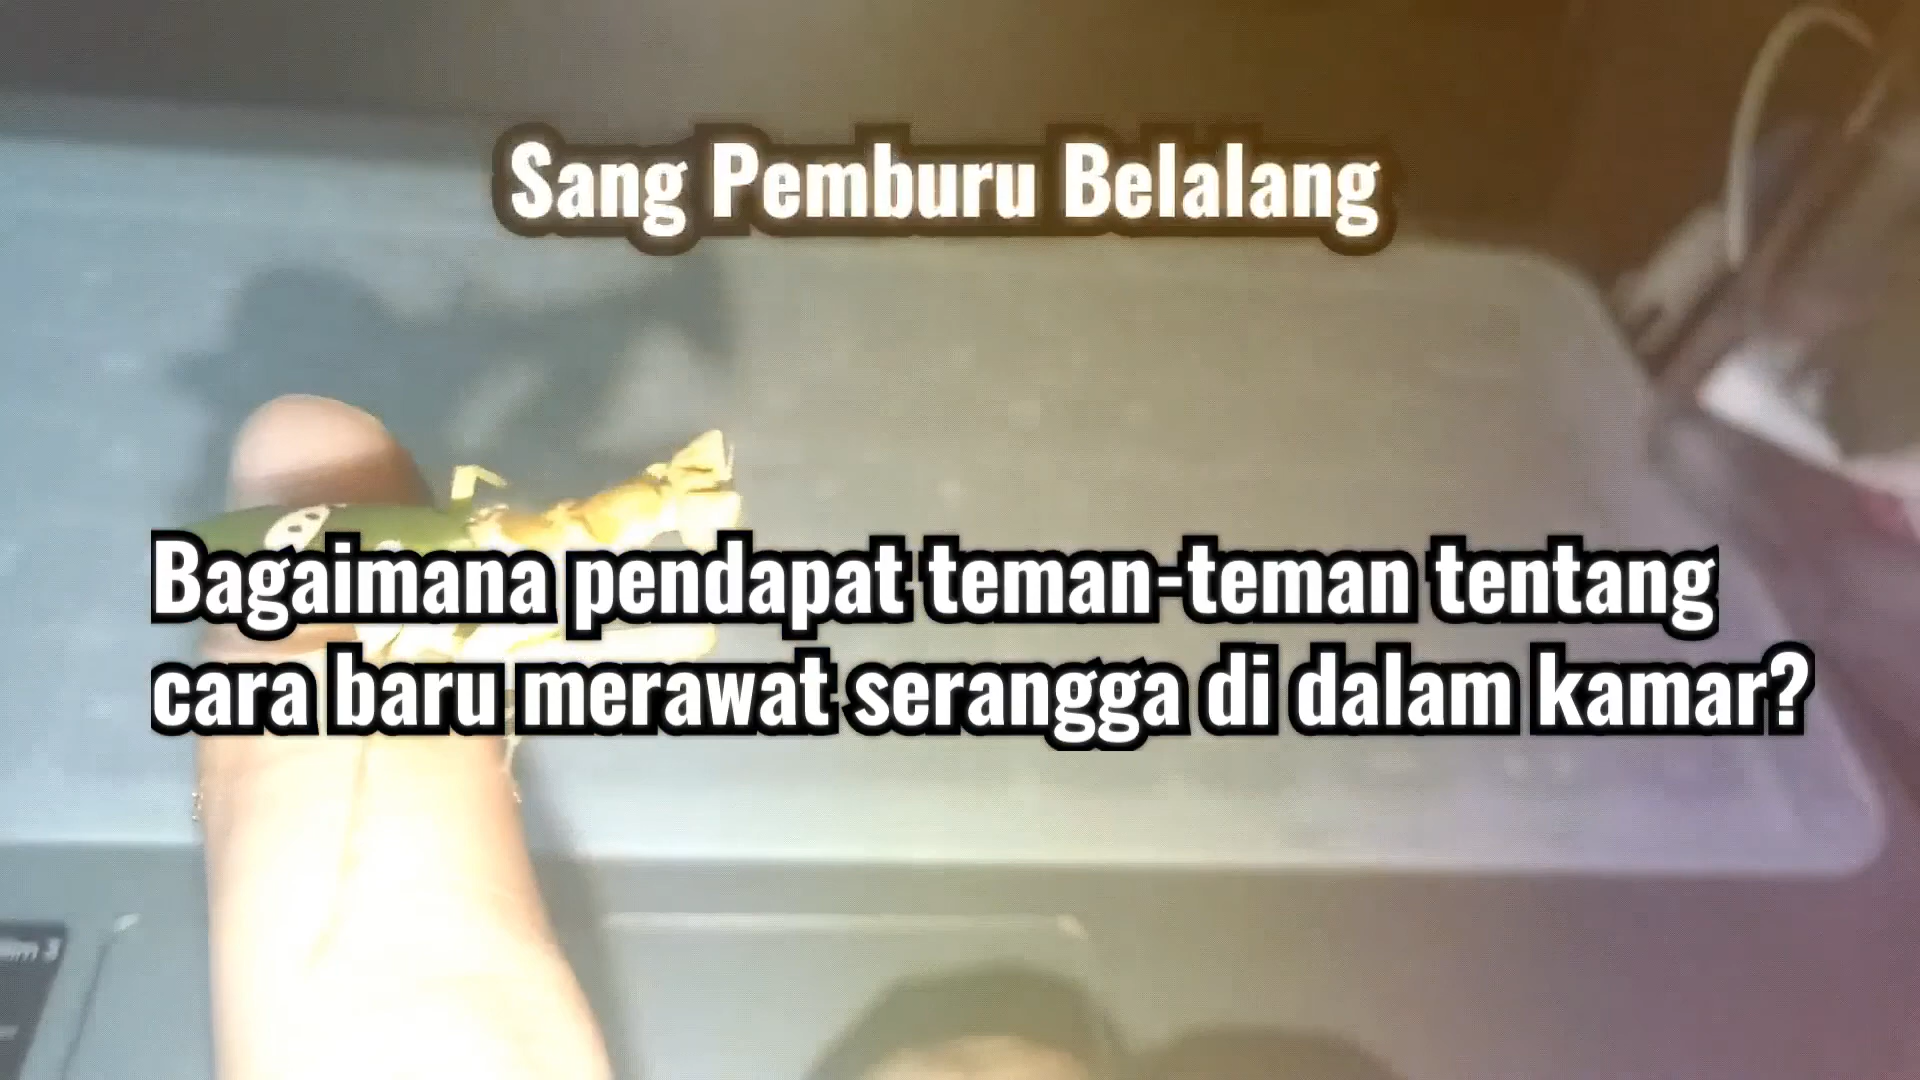 Sang Pemburu Belalang
Bagaimana pendapat teman-teman tentang
cara baru merawat serangga di dalam kamar?